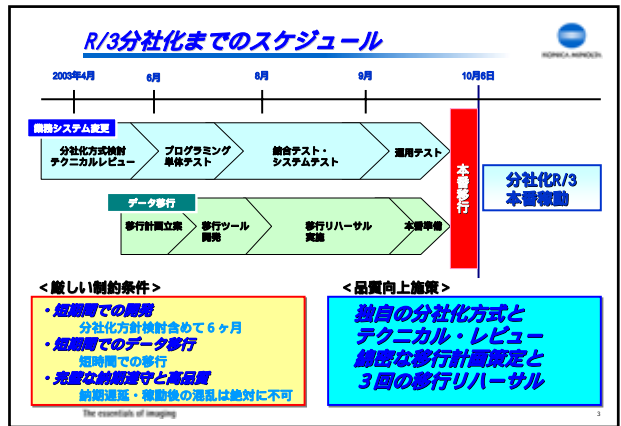 R/3分社化までのスケジュール
KONICA MINOLTA
2003年4月
6月
8月
9月
10月6日
業務システム変更
分社化方式検討
テクニカルレビュー
プログラミング
単体テスト
結合テスト・
システムテスト
運用テスト
本番移行
分社化R/3
本番稼動
データ移行
移行計画立案
移行ツール
開発
移行リハーサル
実施
本番準備
＜厳しい制約条件＞
・短期間での開発
分社化方針検討含めて６ヶ月
・短期間でのデータ移行
短時間での移行
・完璧な納期遵守と高品質
納期遅延・稼動後の混乱は絶対に不可
＜品質向上施策＞
独自の分社化方式と
テクニカル・レビュー
綿密な移行計画策定と
３回の移行リハーサル
The essentials of imaging
3